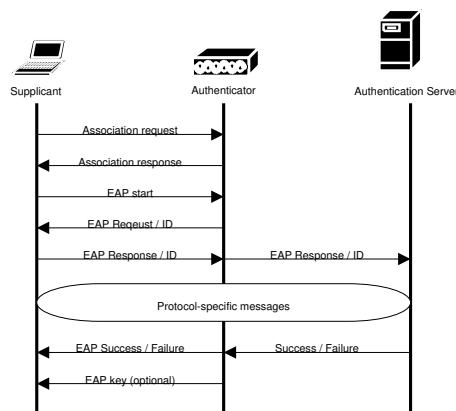 Supplicant
Authenticator
Authentication Server
Association request
Association response
EAP start
EAP Reqeust / ID
EAP Response / ID
EAP Response / ID
Protocol-specific messages
EAP Success / Failure
Success / Failure
EAP key (optional)